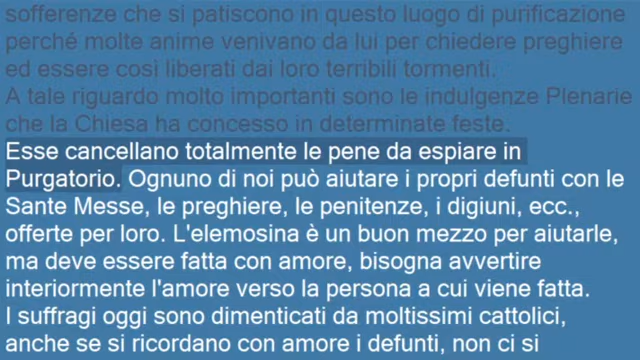 sofferenze che si patiscono in questo luogo di purificazione
perché molte anime venivano da lui per chiedere preghiere
ed essere così liberati dai loro terribili tormenti.
A tale riguardo molto importanti sono le indulgenze Plenarie
che la Chiesa ha concesso in determinate feste.
Esse cancellano totalmente le pene da espiare in
Purgatorio. Ognuno di noi può aiutare i propri defunti con le
Sante Messe, le preghiere, le penitenze, i digiuni, ecc.,
offerte per loro. L'elemosina è un buon mezzo per aiutarle,
ma deve essere fatta con amore, bisogna avvertire
interiormente l'amore verso la persona a cui viene fatta.
I suffragi oggi sono dimenticati da moltissimi cattolici,
anche se si ricordano con amore i defunti, non ci si